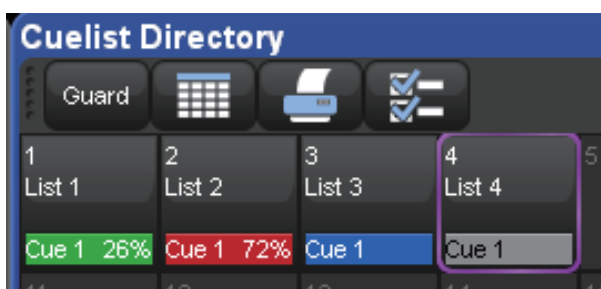 Cuelist Directory
Guard
1 2 3 4 5
List 1 List 2 List 3 List 4
Cue 1 26% Cue 1 72% Cue 1 Cue 1